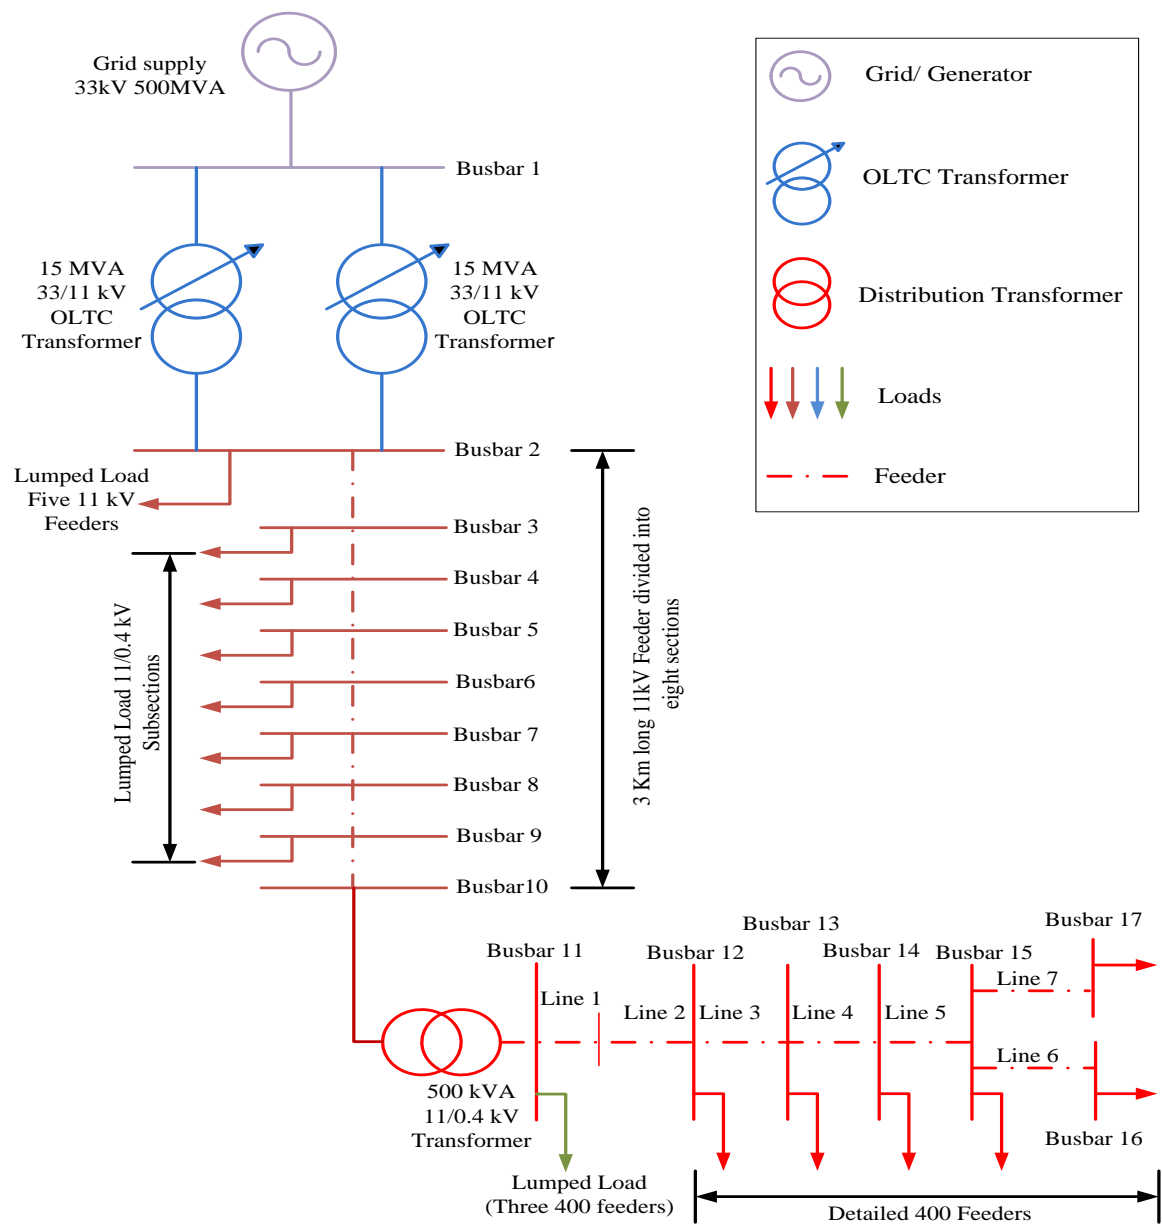 Grid supply
33kV 500MVA
Busbar 1
15 MVA
33/11 kV
OLTC
Transformer
15 MVA
33/11 kV
OLTC
Transformer
Busbar 2
Lumped Load
Five 11 kV
Feeders
Busbar 3
Busbar 4
Busbar 5
Busbar6
Busbar 7
Busbar 8
Busbar 9
Busbar10
Lumped Load 11/0.4 kV
Subsections
3 Km long 11kV Feeder divided into
eight sections
Grid/ Generator
OLTC Transformer
Distribution Transformer
Loads
Feeder
Busbar 11
Busbar 12
Busbar 13
Busbar 14
Busbar 15
Busbar 17
Line 1
Line 2
Line 3
Line 4
Line 5
Line 7
Line 6
Busbar 16
500 kVA
11/0.4 kV
Transformer
Lumped Load
(Three 400 feeders)
Detailed 400 Feeders